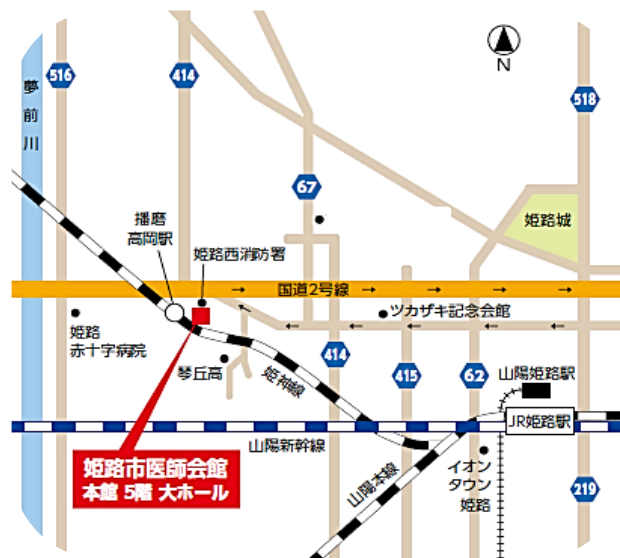 N
516
414
518
夢前川
67
姫路城
播磨
高岡駅
姫路西消防署
国道2号線
ツカザキ記念会館
姫路
赤十字病院
琴丘高
姫神線
414
415
62
山陽姫路駅
JR姫路駅
山陽新幹線
姫路市医師会館
本館 5階 大ホール
山陽本線
イオン
タウン
姫路
219